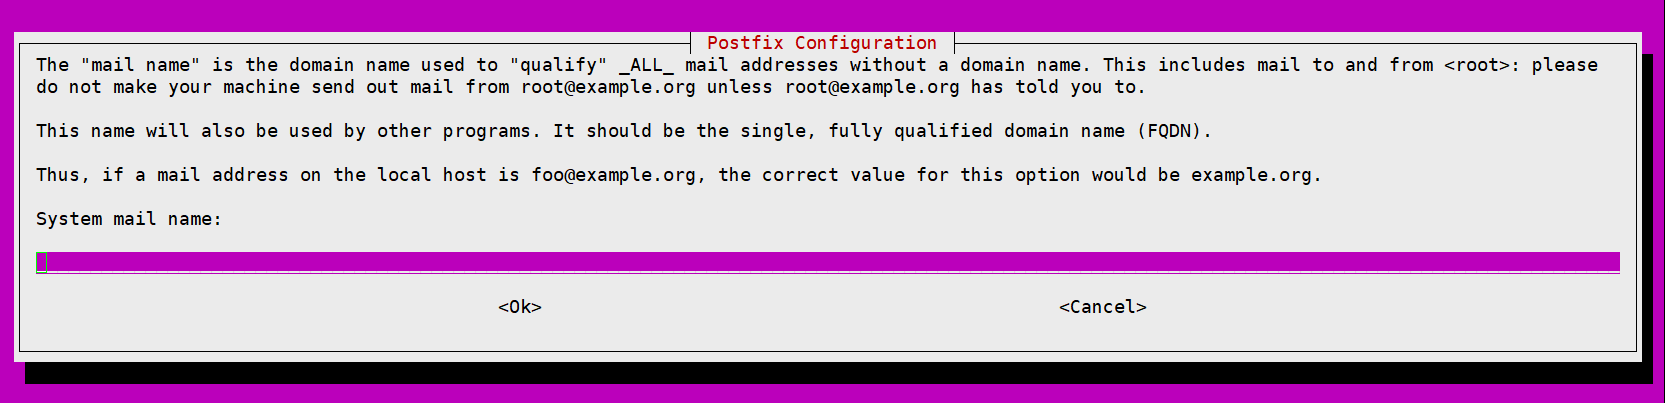 Postfix Configuration
The "mail name" is the domain name used to "qualify" _ALL_ mail addresses without a domain name. This includes mail to and from <root>: please
do not make your machine send out mail from root@example.org unless root@example.org has told you to.
This name will also be used by other programs. It should be the single, fully qualified domain name (FQDN).
Thus, if a mail address on the local host is foo@example.org, the correct value for this option would be example.org.
System mail name:
<Ok> <Cancel>